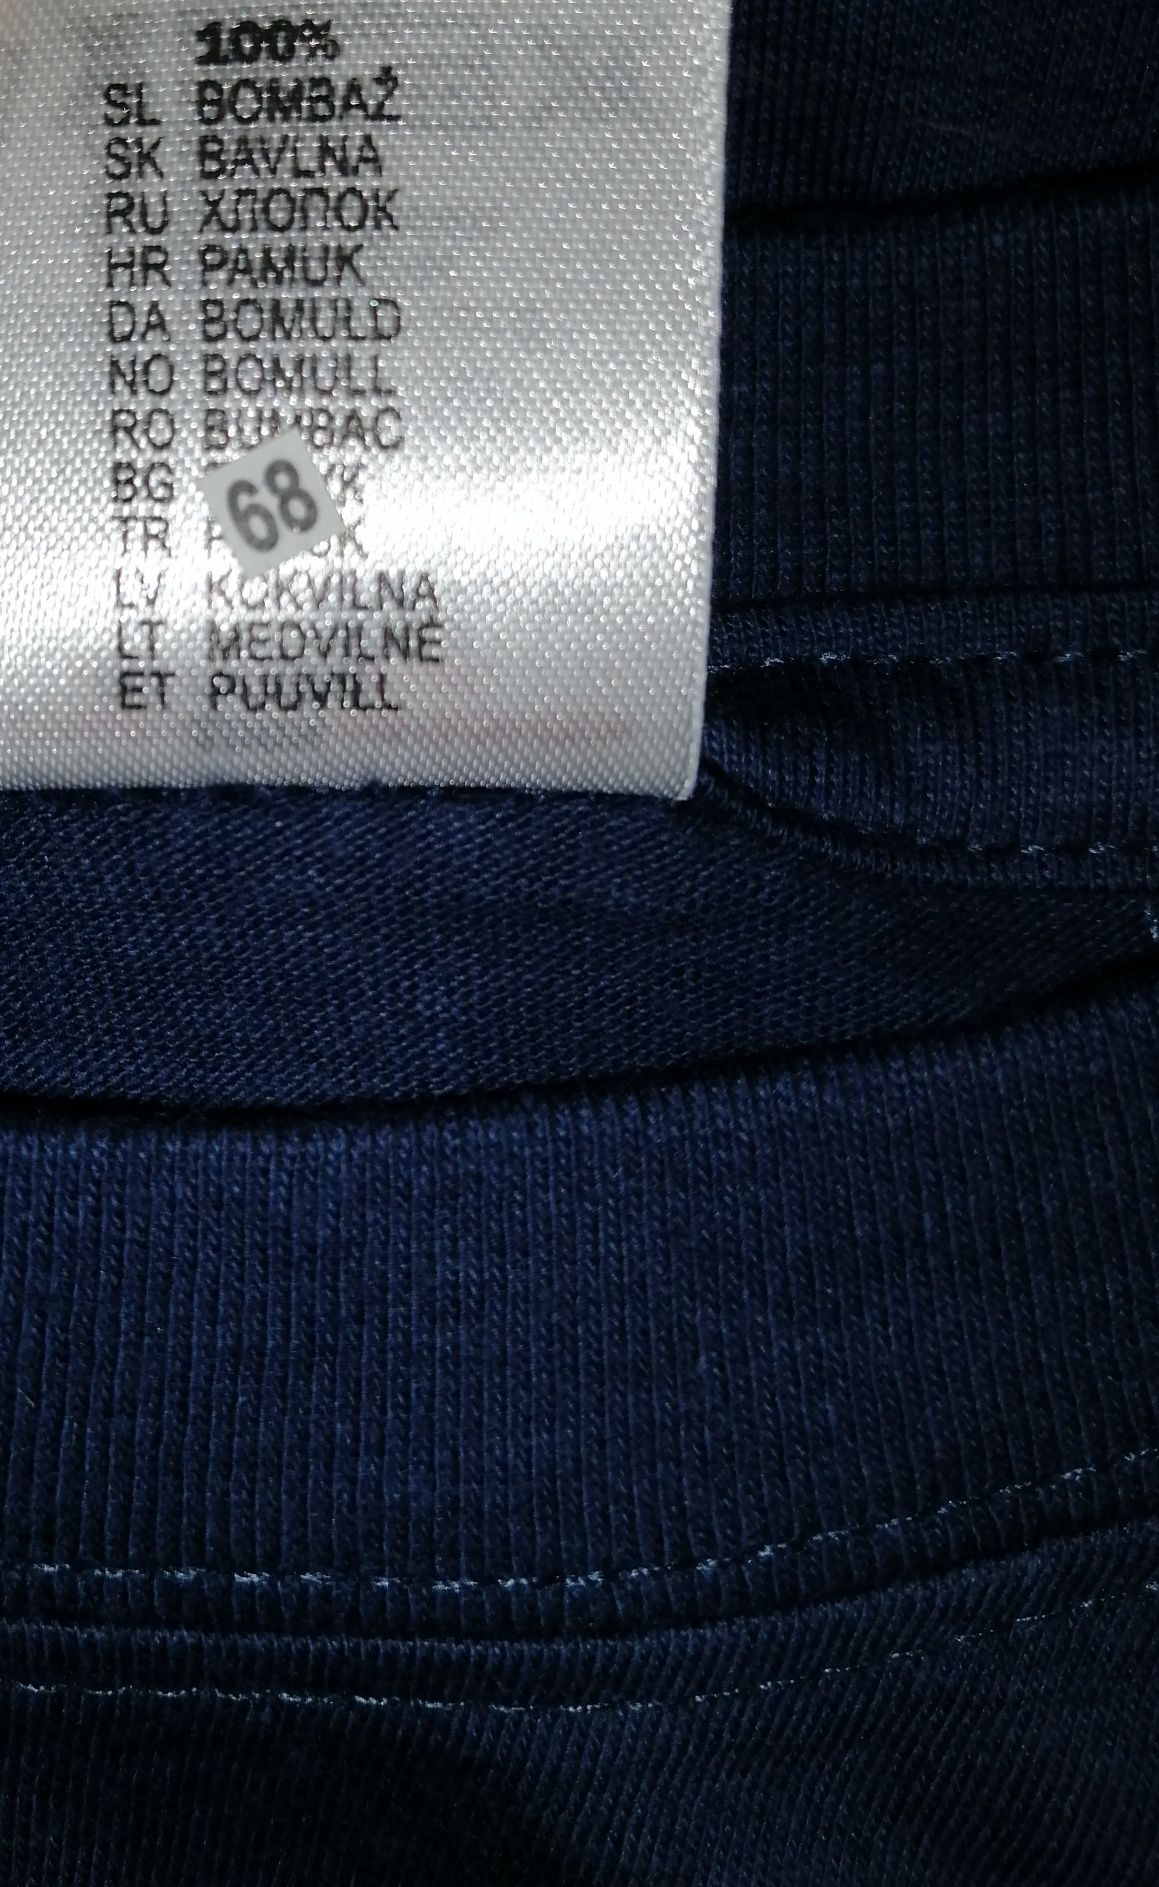 100%
SL BOMBAŽ
SK BAVLNA
RU ХЛОПОК
HR PAMUK
DA BOMULD
NO BOMULL
RO BUMBAC
BG
68
TR
LV KOKVILNA
LT MEDVILNĖ
ET PUUVILL